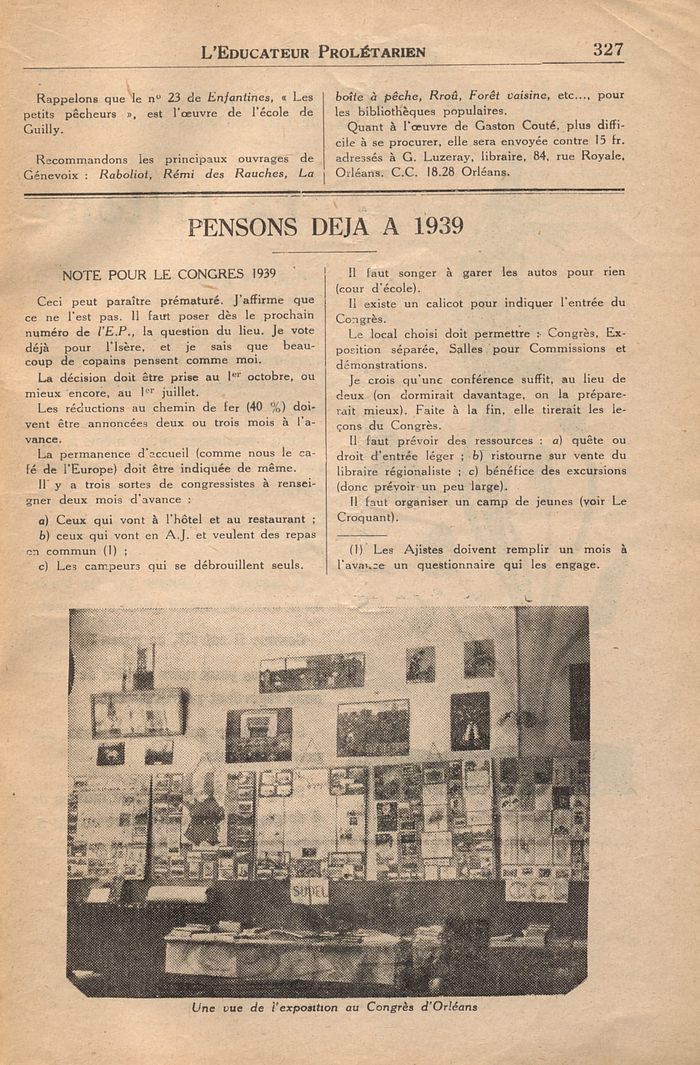 L'EDUCATEUR PROLÉTARIEN 327
Rappelons que le nº 23 de Enfantines, « Les
petits pêcheurs », est l'œuvre de l'école de
Guilly.
Recommandons les principaux ouvrages de
Génevoix : Raboliot, Rémi des Rauches, La
boîte à pêche, Rroû, Forêt voisine, etc..., pour
les bibliothèques populaires.
Quant à l'œuvre de Gaston Couté, plus diffi-
cile à se procurer, elle sera envoyée contre 15 fr.
adressés à G. Luzeray, libraire, 84, rue Royale,
Orléans. C.C. 18.28 Orléans.
PENSONS DEJA A 1939
NOTE POUR LE CONGRES 1939
Ceci peut paraître prématuré. J'affirme que
ce ne l'est pas. Il faut poser dès le prochain
numéro de l'E.P., la question du lieu. Je vote
déjà pour l'Isère, et je sais que beau-
coup de copains pensent comme moi.
La décision doit être prise au 1er octobre, ou
mieux encore, au 1er juillet.
Les réductions au chemin de fer (40 %) doi-
vent être annoncées deux ou trois mois à l'a-
vance.
La permanence d'accueil (comme nous le ca-
fé de l'Europe) doit être indiquée de même.
Il y a trois sortes de congressistes à rensei-
gner deux mois d'avance :
a) Ceux qui vont à l'hôtel et au restaurant ;
b) ceux qui vont en A.J. et veulent des repas
en commun (1) ;
c) Les campeurs qui se débrouillent seuls.
Il faut songer à garer les autos pour rien
(cour d'école).
Il existe un calicot pour indiquer l'entrée du
Congrès.
Le local choisi doit permettre : Congrès, Ex-
position séparée, Salles pour Commissions et
démonstrations.
Je crois qu'une conférence suffit, au lieu de
deux (on dormirait davantage, on la prépare-
rait mieux). Faite à la fin, elle tirerait les le-
çons du Congrès.
Il faut prévoir des ressources : a) quête ou
droit d'entrée léger ; b) ristourne sur vente du
libraire régionaliste ; c) bénéfice des excursions
(donc prévoir un peu large).
Il faut organiser un camp de jeunes (voir Le
Croquant).
(1) Les Ajistes doivent remplir un mois à
l'avance un questionnaire qui les engage.
SUDEL
CCL
Une vue de l'exposition au Congrès d'Orléans